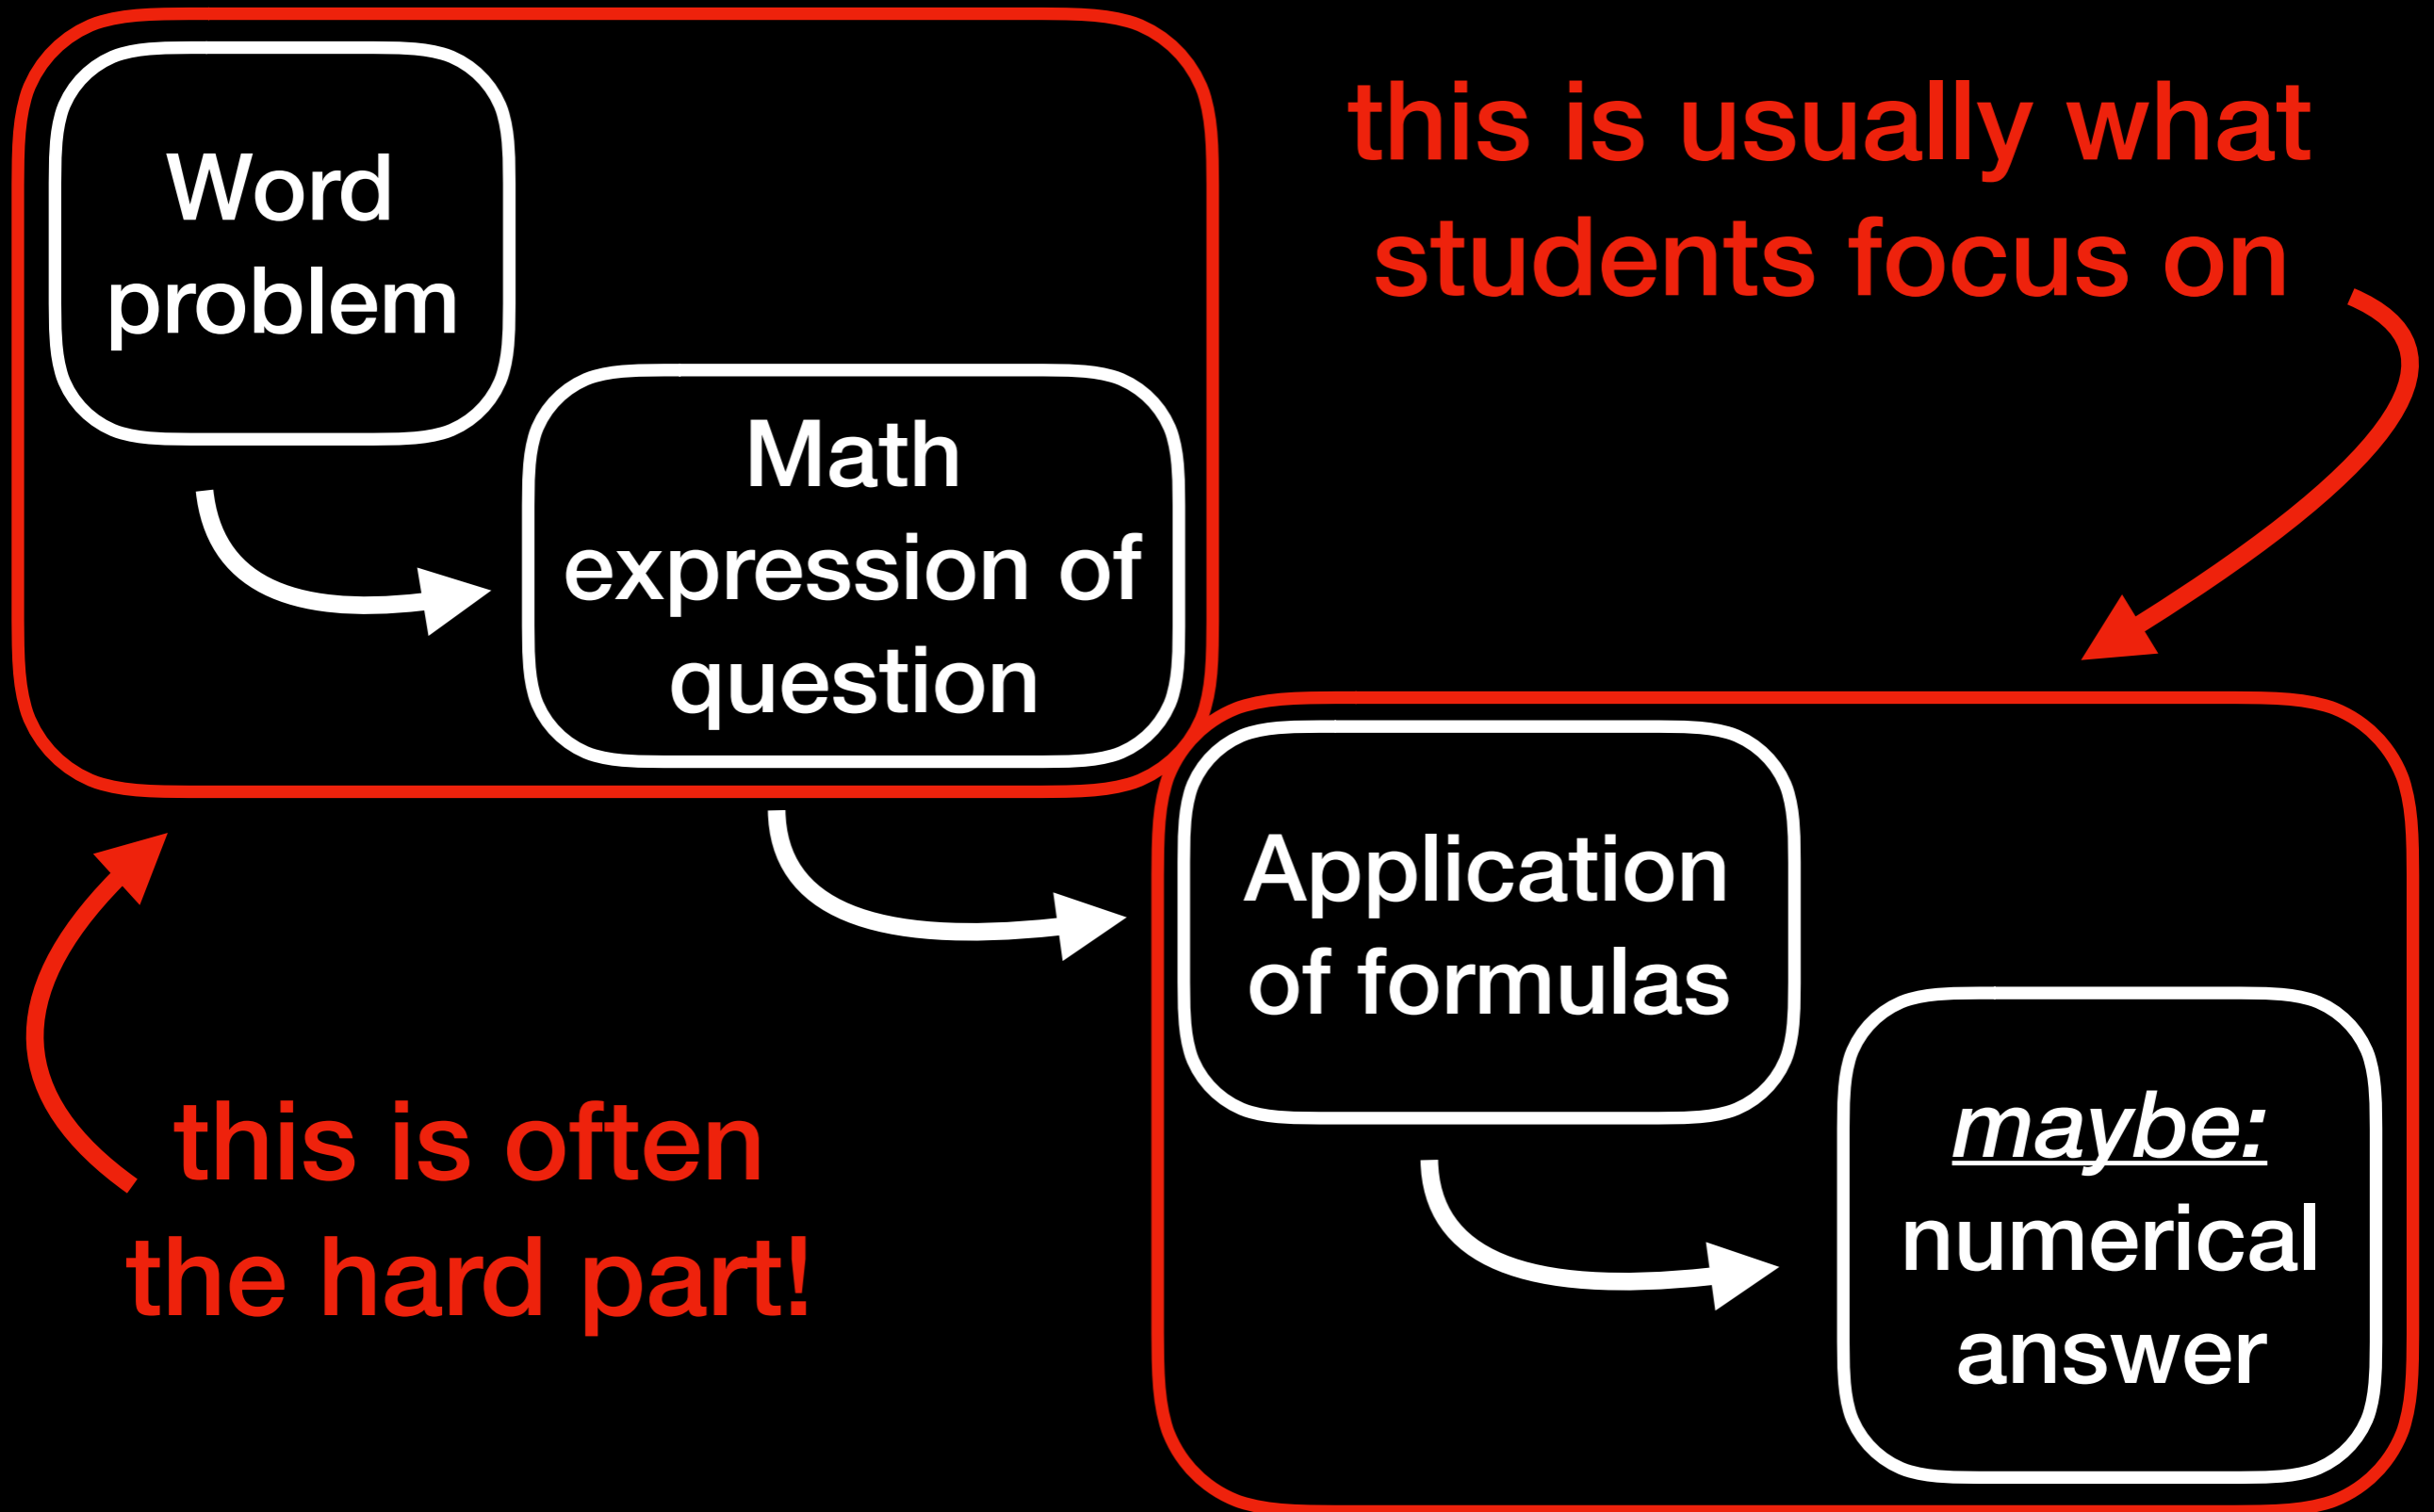 Word
problem
this is usually what
students focus on
Math
expression of
question
Application
of formulas
this is often
the hard part!
maybe:
numerical
answer